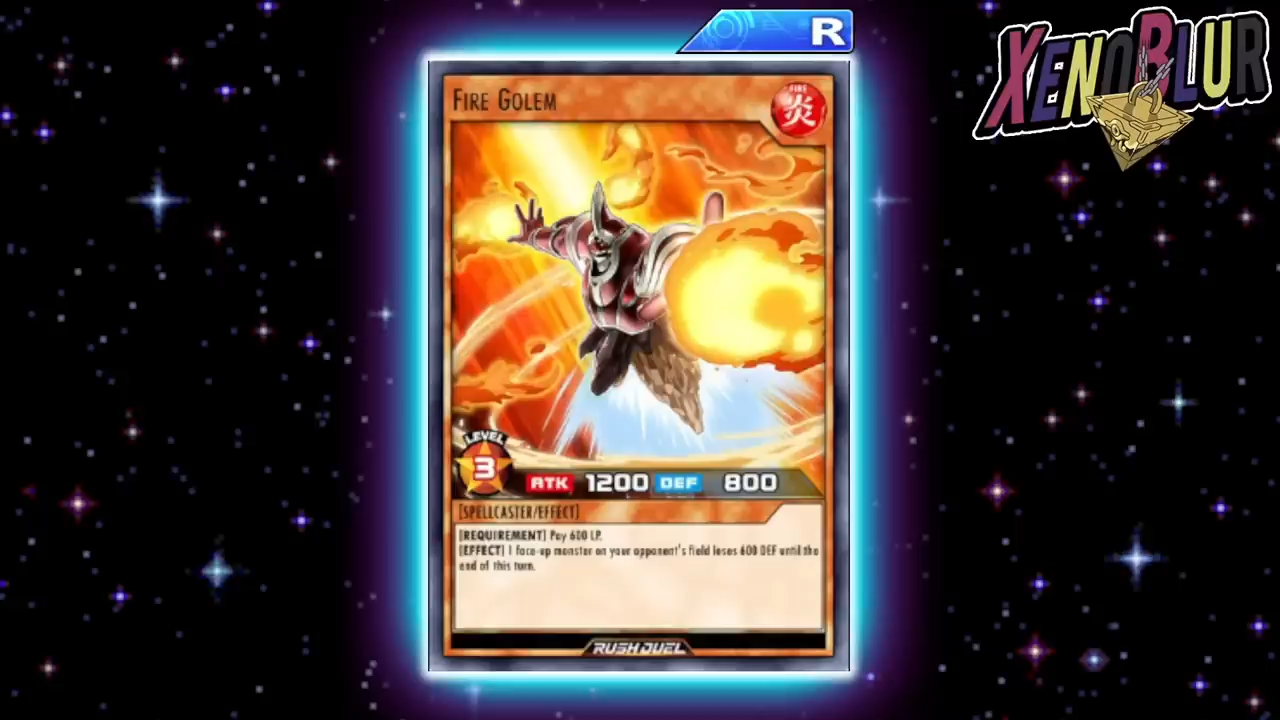 R
XENOBLUR
FIRE GOLEM
FIRE
炎
LEVEL
3
ATK 1200 DEF 800
[SPELLCASTER/EFFECT]
[REQUIREMENT] Pay 600 LP.
[EFFECT] 1 face-up monster on your opponent's field loses 600 DEF until the
end of this turn.
RUSH DUEL